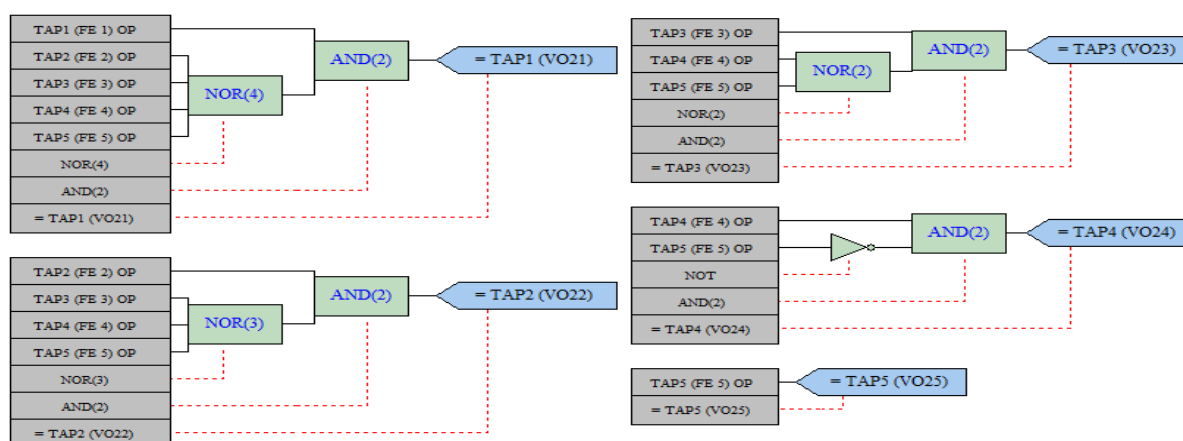 TAP1 (FE 1) OP
TAP2 (FE 2) OP
TAP3 (FE 3) OP
TAP4 (FE 4) OP
TAP5 (FE 5) OP
NOR(4)
AND(2)
= TAP1 (VO21)
NOR(4)
AND(2)
= TAP1 (VO21)
TAP2 (FE 2) OP
TAP3 (FE 3) OP
TAP4 (FE 4) OP
TAP5 (FE 5) OP
NOR(3)
AND(2)
= TAP2 (VO22)
NOR(3)
AND(2)
= TAP2 (VO22)
TAP3 (FE 3) OP
TAP4 (FE 4) OP
TAP5 (FE 5) OP
NOR(2)
AND(2)
= TAP3 (VO23)
NOR(2)
AND(2)
= TAP3 (VO23)
TAP4 (FE 4) OP
TAP5 (FE 5) OP
NOT
AND(2)
= TAP4 (VO24)
AND(2)
= TAP4 (VO24)
TAP5 (FE 5) OP
= TAP5 (VO25)
= TAP5 (VO25)